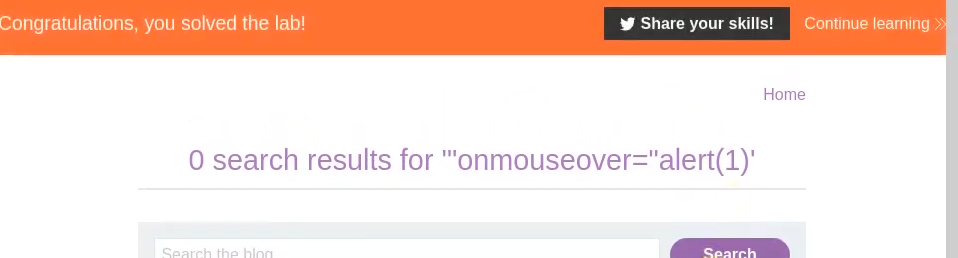 Congratulations, you solved the lab!
Share your skills!
Continue learning
Home
0 search results for '"onmouseover="alert(1)'
Search the blog
Search